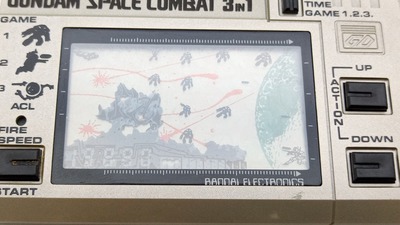 GUNDAM SPACE COMBAT 3 IN 1
TIME
GAME 1.2.3.
GAME
1
2
3
ACL
FIRE
SPEED
START
UP
ACTION
DOWN
BANDAI ELECTRONICS